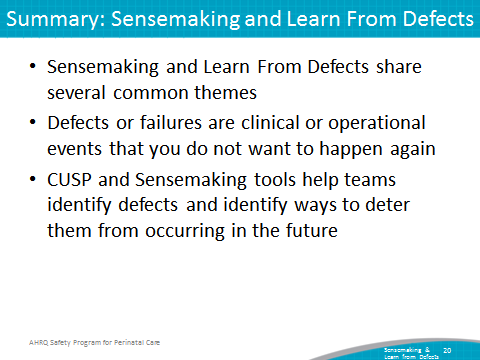 Summary: Sensemaking and Learn From Defects
• Sensemaking and Learn From Defects share
several common themes
• Defects or failures are clinical or operational
events that you do not want to happen again
• CUSP and Sensemaking tools help teams
identify defects and identify ways to deter
them from occurring in the future
AHRQ Safety Program for Perinatal Care
Sensemaking & 20
Learn from Defects